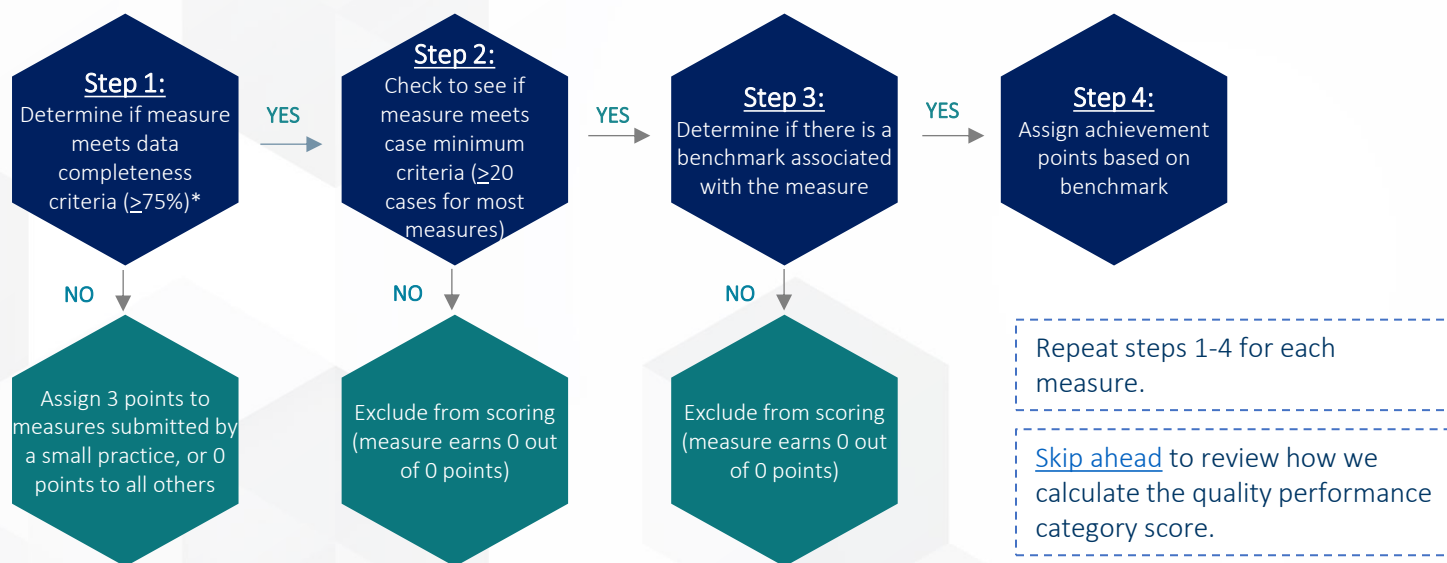 Step 1:
Determine if measure
meets data
completeness
criteria (≥75%)*
YES
Step 2:
Check to see if
measure meets
case minimum
criteria (≥20
cases for most
measures)
YES
Step 3:
Determine if there is a
benchmark associated
with the measure
YES
Step 4:
Assign achievement
points based on
benchmark
NO
NO
NO
Assign 3 points to
measures submitted by
a small practice, or 0
points to all others
Exclude from scoring
(measure earns 0 out
of 0 points)
Exclude from scoring
(measure earns 0 out
of 0 points)
Repeat steps 1-4 for each
measure.
Skip ahead to review how we
calculate the quality performance
category score.